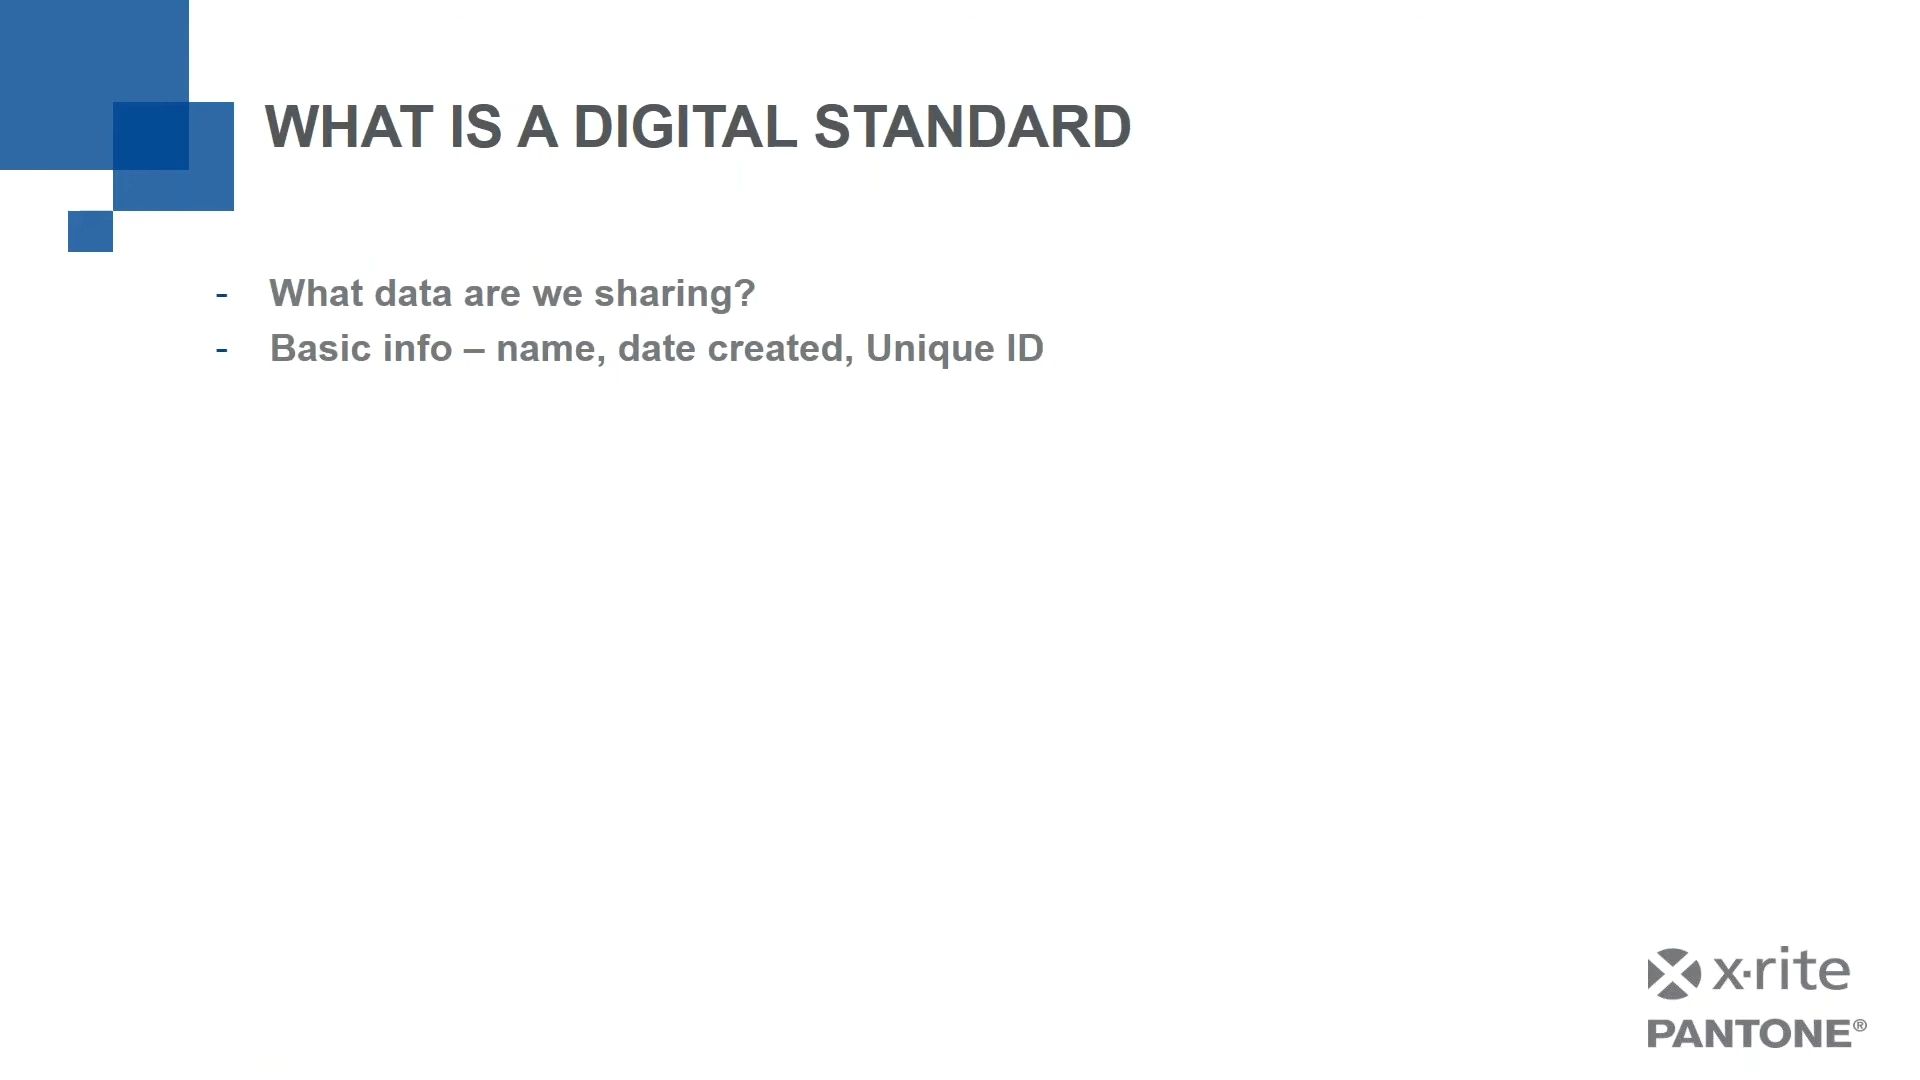 WHAT IS A DIGITAL STANDARD
- What data are we sharing?
- Basic info – name, date created, Unique ID
x·rite
PANTONE®